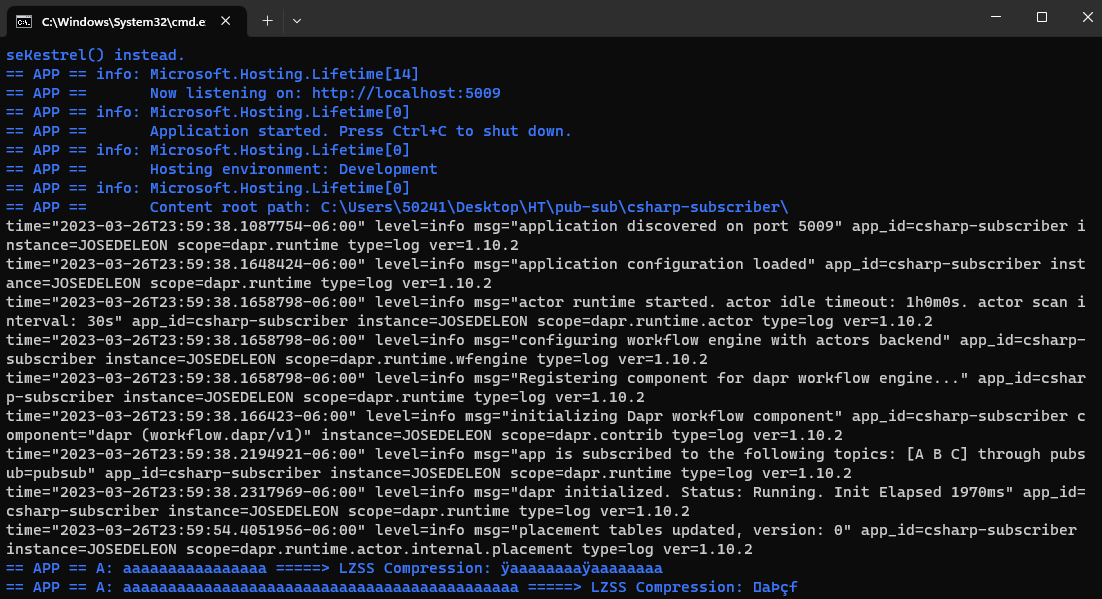 C:\Windows\System32\cmd.e
seKestrel() instead.
== APP == info: Microsoft.Hosting.Lifetime[14]
== APP ==       Now listening on: http://localhost:5009
== APP == info: Microsoft.Hosting.Lifetime[0]
== APP ==       Application started. Press Ctrl+C to shut down.
== APP == info: Microsoft.Hosting.Lifetime[0]
== APP ==       Hosting environment: Development
== APP == info: Microsoft.Hosting.Lifetime[0]
== APP ==       Content root path: C:\Users\50241\Desktop\HT\pub-sub\csharp-subscriber\
time="2023-03-26T23:59:38.1087754-06:00" level=info msg="application discovered on port 5009" app_id=csharp-subscriber i
nstance=JOSEDELEON scope=dapr.runtime type=log ver=1.10.2
time="2023-03-26T23:59:38.1648424-06:00" level=info msg="application configuration loaded" app_id=csharp-subscriber inst
ance=JOSEDELEON scope=dapr.runtime type=log ver=1.10.2
time="2023-03-26T23:59:38.1658798-06:00" level=info msg="actor runtime started. actor idle timeout: 1h0m0s. actor scan i
nterval: 30s" app_id=csharp-subscriber instance=JOSEDELEON scope=dapr.runtime.actor type=log ver=1.10.2
time="2023-03-26T23:59:38.1658798-06:00" level=info msg="configuring workflow engine with actors backend" app_id=csharp-
subscriber instance=JOSEDELEON scope=dapr.runtime.wfengine type=log ver=1.10.2
time="2023-03-26T23:59:38.1658798-06:00" level=info msg="Registering component for dapr workflow engine..." app_id=cshar
p-subscriber instance=JOSEDELEON scope=dapr.runtime type=log ver=1.10.2
time="2023-03-26T23:59:38.166423-06:00" level=info msg="initializing Dapr workflow component" app_id=csharp-subscriber c
omponent="dapr (workflow.dapr/v1)" instance=JOSEDELEON scope=dapr.contrib type=log ver=1.10.2
time="2023-03-26T23:59:38.2194921-06:00" level=info msg="app is subscribed to the following topics: [A B C] through pubs
ub=pubsub" app_id=csharp-subscriber instance=JOSEDELEON scope=dapr.runtime type=log ver=1.10.2
time="2023-03-26T23:59:38.2317969-06:00" level=info msg="dapr initialized. Status: Running. Init Elapsed 1970ms" app_id=
csharp-subscriber instance=JOSEDELEON scope=dapr.runtime type=log ver=1.10.2
time="2023-03-26T23:59:54.4051956-06:00" level=info msg="placement tables updated, version: 0" app_id=csharp-subscriber
instance=JOSEDELEON scope=dapr.runtime.actor.internal.placement type=log ver=1.10.2
== APP == A: aaaaaaaaaaaaaaaa =====> LZSS Compression: ÿaaaaaaaaÿaaaaaaaa
== APP == A: aaaaaaaaaaaaaaaaaaaaaaaaaaaaaaaaaaaaaaaaaaaa =====> LZSS Compression: □aÞçf